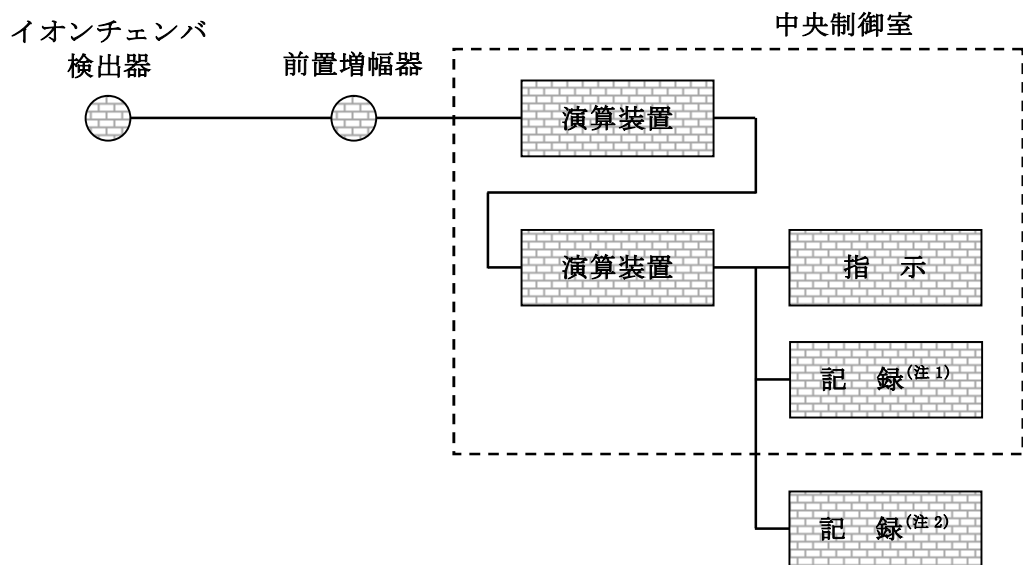 中央制御室
イオンチェンバ
検出器
前置増幅器
演算装置
演算装置
指 示
記 録(注1)
記 録(注2)